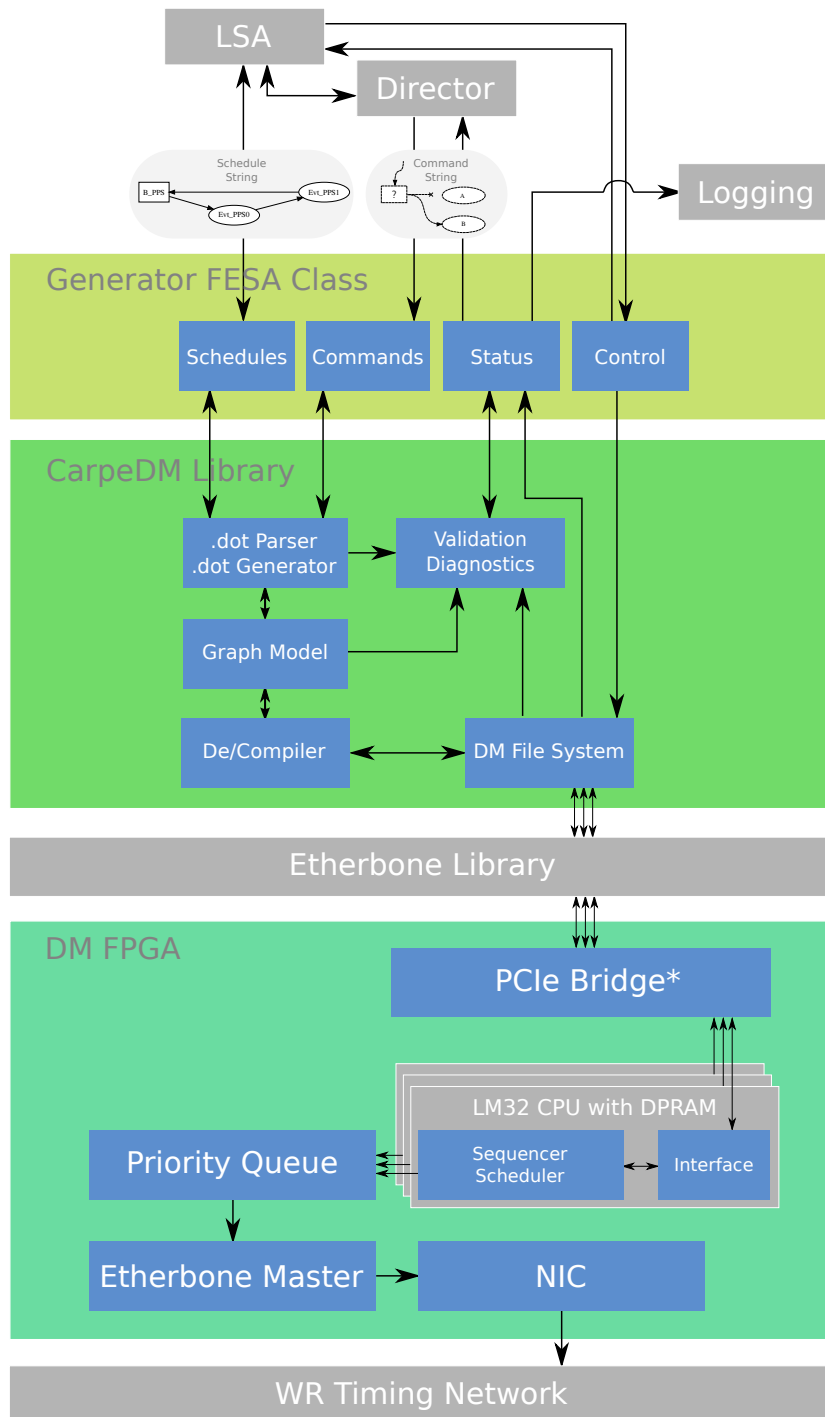 LSA
Director
Schedule
String
B_PPS
Evt_PPS1
Evt_PPS0
Command
String
?
A
B
Logging
Generator FESA Class
Schedules
Commands
Status
Control
CarpeDM Library
.dot Parser
.dot Generator
Validation
Diagnostics
Graph Model
De/Compiler
DM File System
Etherbone Library
DM FPGA
PCIe Bridge*
LM32 CPU with DPRAM
Priority Queue
Sequencer
Scheduler
Interface
Etherbone Master
NIC
WR Timing Network